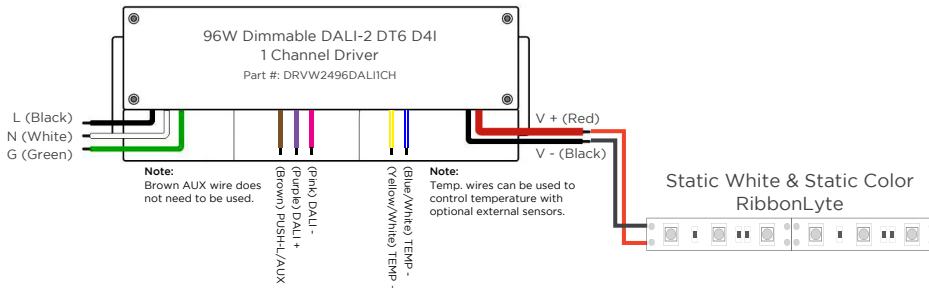 96W Dimmable DALI-2 DT6 D4I
1 Channel Driver
Part #: DRVW2496DALI1CH
L (Black)
N (White)
G (Green)
Note:
Brown AUX wire does
not need to be used.
(Brown) PUSH-L/AUX
(Purple) DALI +
(Pink) DALI -
(Yellow/White) TEMP -
(Blue/White) TEMP -
Note:
Temp. wires can be used to
control temperature with
optional external sensors.
V + (Red)
V - (Black)
Static White & Static Color
RibbonLyte